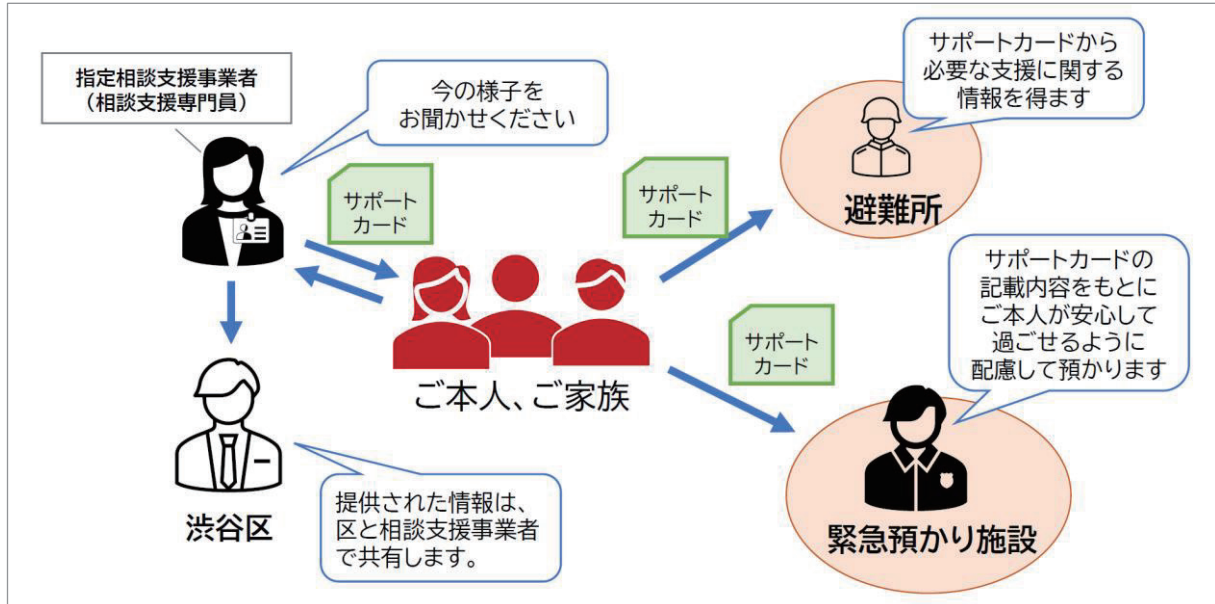 指定相談支援事業者
（相談支援専門員）
今の様子を
お聞かせください
サポート
カード
サポート
カード
サポートカードから
必要な支援に関する
情報を得ます
避難所
ご本人、ご家族
サポート
カード
サポートカードの
記載内容をもとに
ご本人が安心して
過ごせるように
配慮して預かります
緊急預かり施設
渋谷区
提供された情報は、
区と相談支援事業者
で共有します。